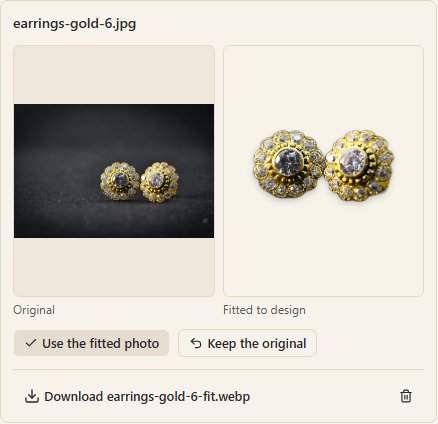 earrings-gold-6.jpg
Original
Fitted to design
Use the fitted photo
Keep the original
Download earrings-gold-6-fit.webp